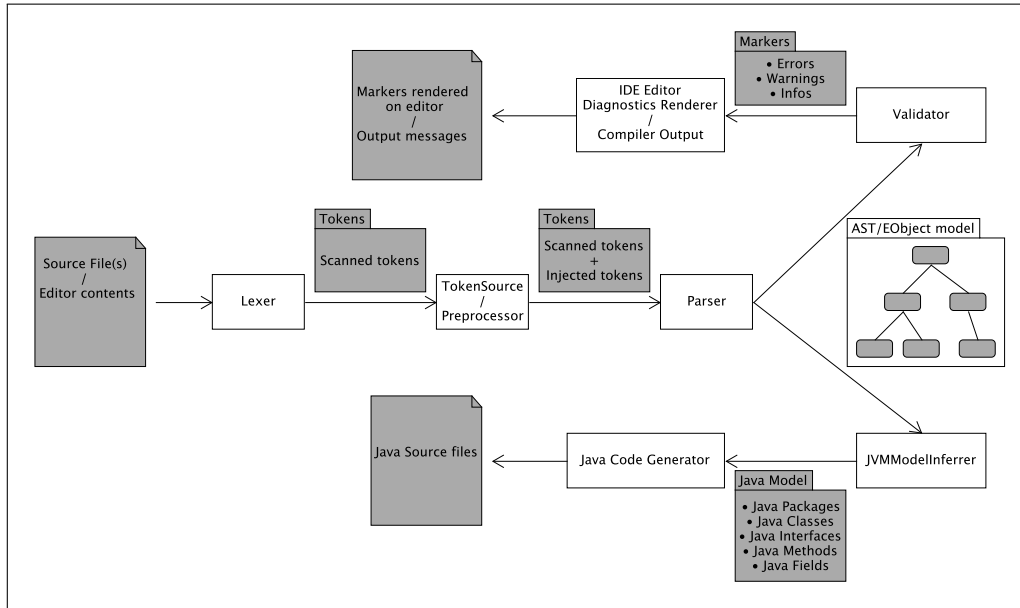 Markers
• Errors
• Warnings
• Infos
Markers rendered
on editor
/
Output messages
IDE Editor
Diagnostics Renderer
/
Compiler Output
Validator
Source File(s)
/
Editor contents
Lexer
Tokens
Scanned tokens
TokenSource
/
Preprocessor
Tokens
Scanned tokens
+
Injected tokens
Parser
AST/EObject model
Java Source files
Java Code Generator
JVMModelInferrer
Java Model
• Java Packages
• Java Classes
• Java Interfaces
• Java Methods
• Java Fields